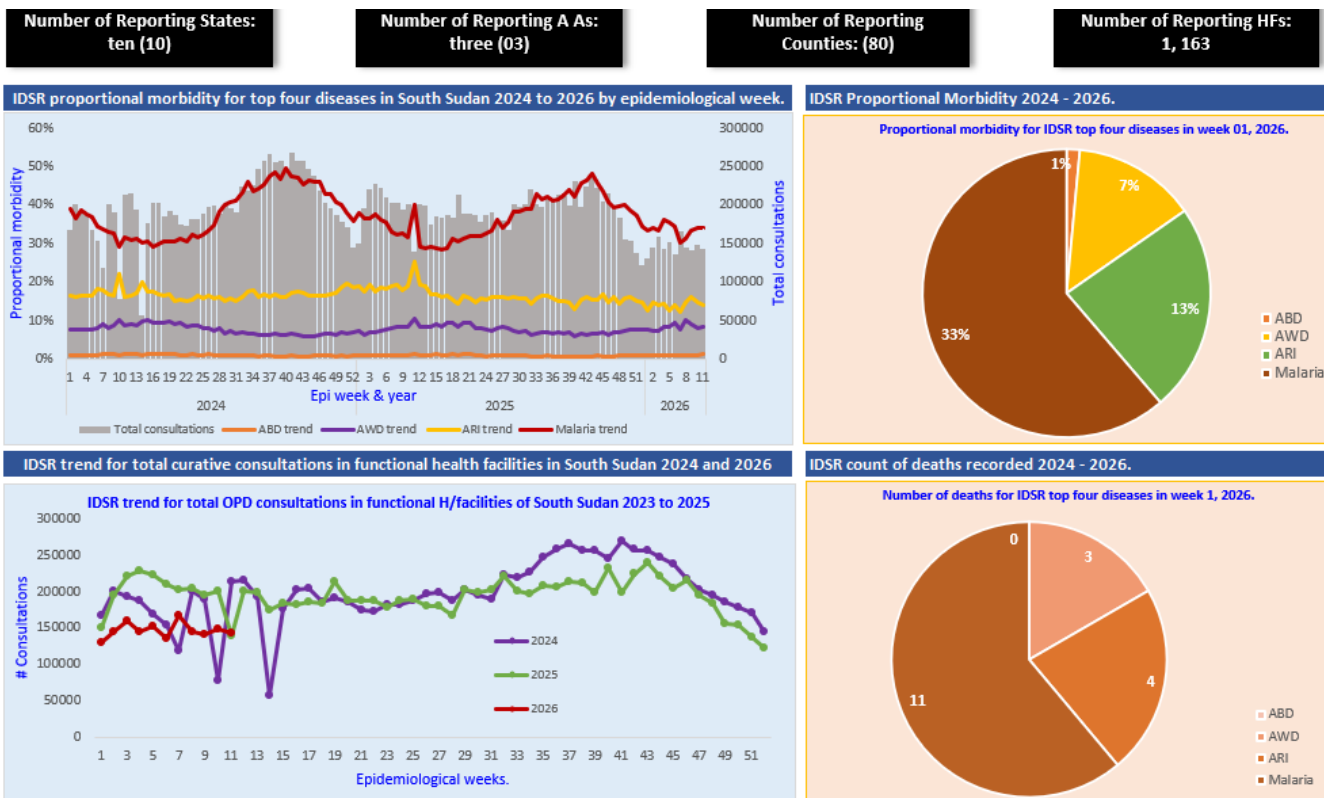 Number of Reporting States:
ten (10)
Number of Reporting A As:
three (03)
Number of Reporting
Counties: (80)
Number of Reporting HFs:
1, 163
IDSR proportional morbidity for top four diseases in South Sudan 2024 to 2026 by epidemiological week.
60%
50%
40%
30%
20%
10%
0%
Proportional morbidity
300000
250000
200000
150000
100000
50000
0
Total consultations
1 4 7 10 13 16 19 22 25 28 31 34 37 40 43 46 49 52 3 6 9 12 15 18 21 24 27 30 33 36 39 42 45 48 51 2 5 8 11
Epi week & year
2024 2025 2026
Total consultations ABD trend AWD trend ARI trend Malaria trend
IDSR Proportional Morbidity 2024 - 2026.
Proportional morbidity for IDSR top four diseases in week 01, 2026.
1%
7%
13%
33%
ABD
AWD
ARI
Malaria
IDSR trend for total curative consultations in functional health facilities in South Sudan 2024 and 2026
IDSR trend for total OPD consultations in functional H/facilities of South Sudan 2023 to 2025
300000
250000
200000
150000
100000
50000
0
# Consultations
2024
2025
2026
1 3 5 7 9 11 13 15 17 19 21 23 25 27 29 31 33 35 37 39 41 43 45 47 49 51
Epidemiological weeks.
IDSR count of deaths recorded 2024 - 2026.
Number of deaths for IDSR top four diseases in week 1, 2026.
0
3
4
11
ABD
AWD
ARI
Malaria